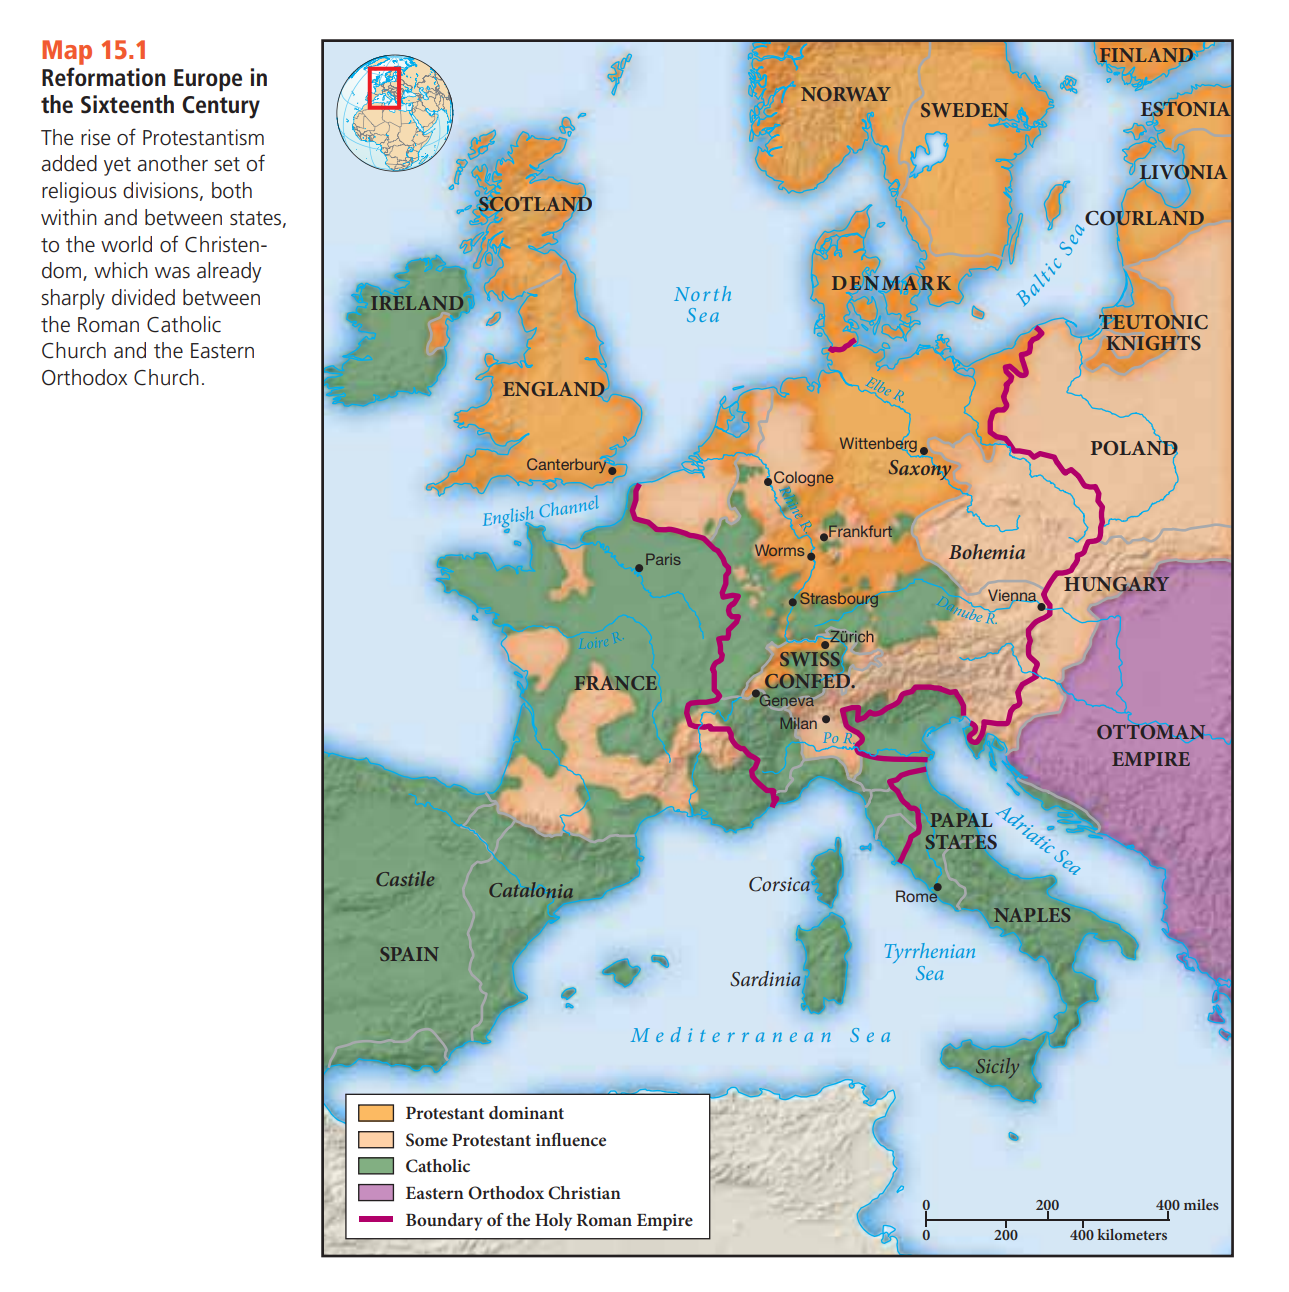 Map 15.1
Reformation Europe in
the Sixteenth Century
The rise of Protestantism
added yet another set of
religious divisions, both
within and between states,
to the world of Christen-
dom, which was already
sharply divided between
the Roman Catholic
Church and the Eastern
Orthodox Church.
FINLAND
NORWAY
SWEDEN
ESTONIA
LIVONIA
SCOTLAND
COURLAND
Baltic Sea
DENMARK
North
Sea
IRELAND
TEUTONIC
KNIGHTS
ENGLAND
Elbe R.
Wittenberg
Saxony
POLAND
Canterbury
Cologne
Rhine R.
English Channel
Frankfurt
Worms
Bohemia
Paris
HUNGARY
Strasbourg
Danube R.
Vienna
Zürich
Loire R.
SWISS
CONFED.
FRANCE
Geneva
Milan
Po R.
OTTOMAN
EMPIRE
PAPAL
STATES
Adriatic Sea
Castile
Catalonia
Corsica
Rome
NAPLES
SPAIN
Sardinia
Tyrrhenian
Sea
Mediterranean Sea
Sicily
Protestant dominant
Some Protestant influence
Catholic
Eastern Orthodox Christian
Boundary of the Holy Roman Empire
0 200 400 miles
0 200 400 kilometers